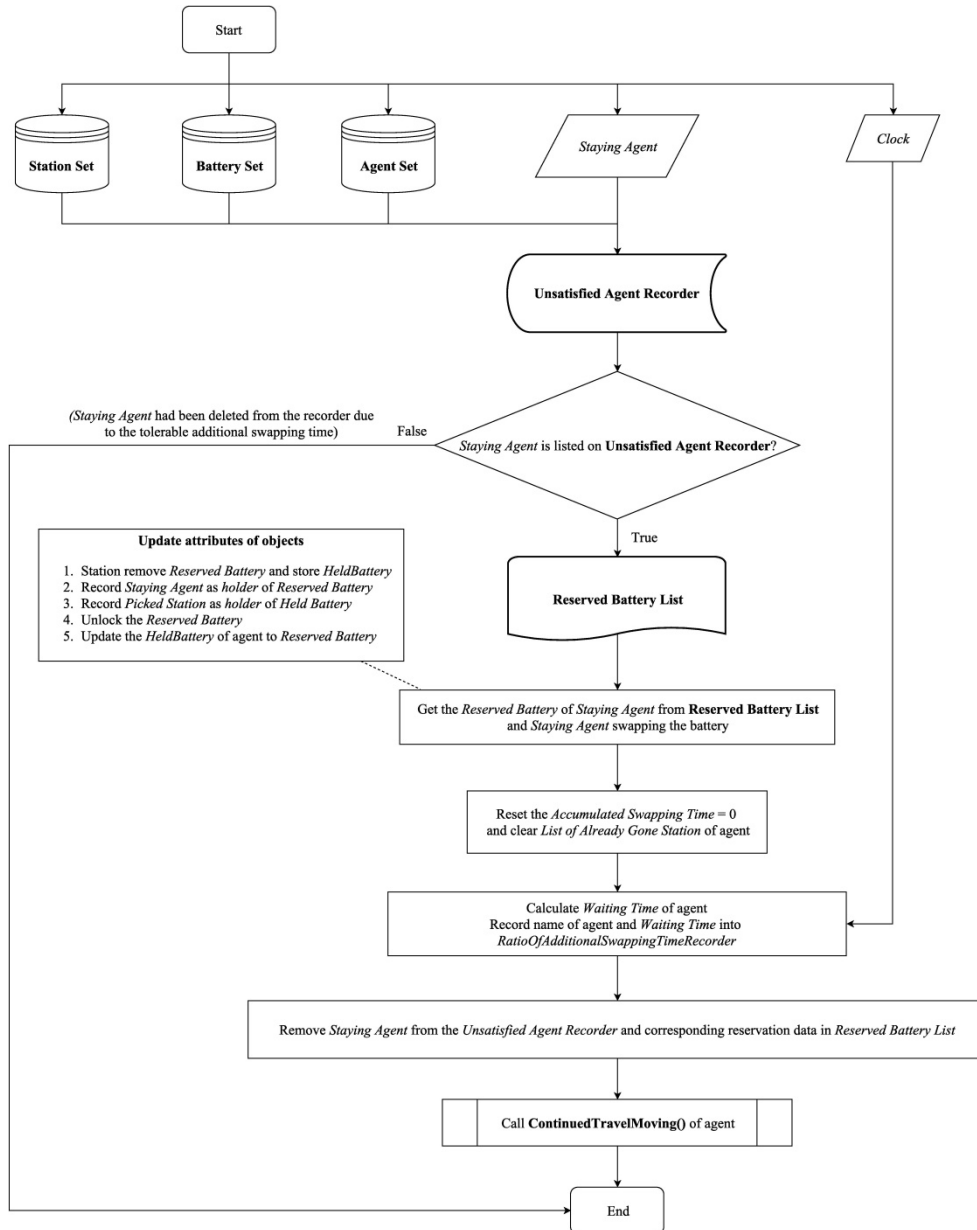 Start
Station Set
Battery Set
Agent Set
Staying Agent
Clock
Unsatisfied Agent Recorder
(Staying Agent had been deleted from the recorder due
to the tolerable additional swapping time)
False
Staying Agent is listed on Unsatisfied Agent Recorder?
True
Update attributes of objects
1. Station remove Reserved Battery and store HeldBattery
2. Record Staying Agent as holder of Reserved Battery
3. Record Picked Station as holder of Held Battery
4. Unlock the Reserved Battery
5. Update the HeldBattery of agent to Reserved Battery
Reserved Battery List
Get the Reserved Battery of Staying Agent from Reserved Battery List
and Staying Agent swapping the battery
Reset the Accumulated Swapping Time = 0
and clear List of Already Gone Station of agent
Calculate Waiting Time of agent
Record name of agent and Waiting Time into
RatioOfAdditionalSwappingTimeRecorder
Remove Staying Agent from the Unsatisfied Agent Recorder and corresponding reservation data in Reserved Battery List
Call ContinuedTravelMoving() of agent
End